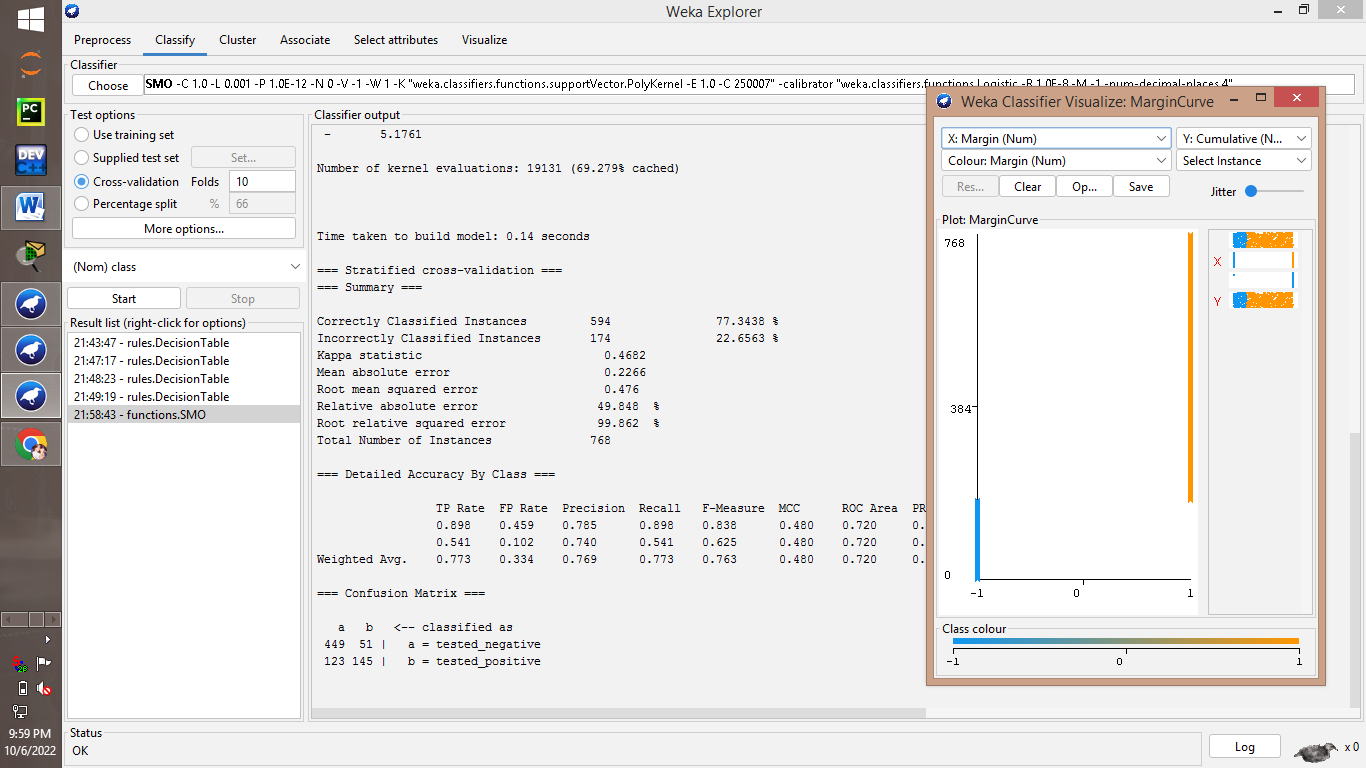 Weka Explorer
Preprocess Classify Cluster Associate Select attributes Visualize
Classifier
Choose SMO -C 1.0 -L 0.001 -P 1.0E-12 -N 0 -V -1 -W 1 -K "weka.classifiers.functions.supportVector.PolyKernel -E 1.0 -C 250007" -calibrator "weka.classifiers.functions.Logistic -R 1.0E-8 -M -1 -num-decimal-places 4"
Test options
Use training set
Supplied test set Set...
Cross-validation Folds 10
Percentage split % 66
More options...
(Nom) class
Start Stop
Result list (right-click for options)
21:43:47 - rules.DecisionTable
21:47:17 - rules.DecisionTable
21:48:23 - rules.DecisionTable
21:49:19 - rules.DecisionTable
21:58:43 - functions.SMO
Classifier output
- 5.1761
Number of kernel evaluations: 19131 (69.279% cached)
Time taken to build model: 0.14 seconds
=== Stratified cross-validation ===
=== Summary ===
Correctly Classified Instances 594 77.3438 %
Incorrectly Classified Instances 174 22.6563 %
Kappa statistic 0.4682
Mean absolute error 0.2266
Root mean squared error 0.476
Relative absolute error 49.848 %
Root relative squared error 99.862 %
Total Number of Instances 768
=== Detailed Accuracy By Class ===
TP Rate FP Rate Precision Recall F-Measure MCC ROC Area PR
0.898 0.459 0.785 0.898 0.838 0.480 0.720 0.
0.541 0.102 0.740 0.541 0.625 0.480 0.720 0.
Weighted Avg. 0.773 0.334 0.769 0.773 0.763 0.480 0.720 0.
=== Confusion Matrix ===
a b <-- classified as
449 51 | a = tested_negative
123 145 | b = tested_positive
Weka Classifier Visualize: MarginCurve
X: Margin (Num) Y: Cumulative (N...
Colour: Margin (Num) Select Instance
Res... Clear Op... Save Jitter
Plot: MarginCurve
768
384
0
-1 0 1
X
Y
Class colour
-1 0 1
Status
OK
Log x 0
PC
DEV
C++
W
9:59 PM
10/6/2022